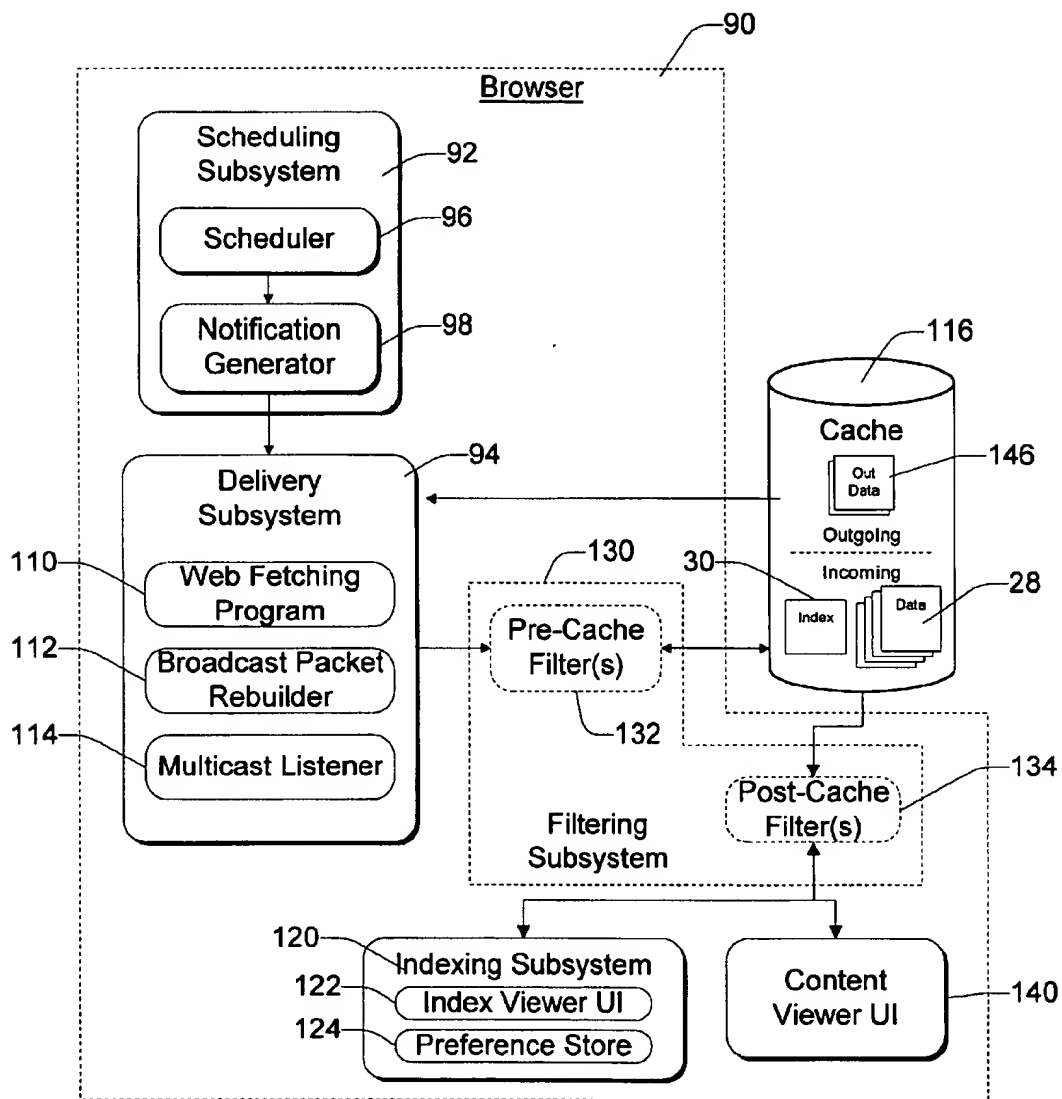 90
Browser
Scheduling
Subsystem
92
Scheduler
96
Notification
Generator
98
116
Cache
Out
Data
146
Outgoing
Incoming
30
Index
Data
28
94
Delivery
Subsystem
110
Web Fetching
Program
112
Broadcast Packet
Rebuilder
114
Multicast Listener
130
Pre-Cache
Filter(s)
132
134
Post-Cache
Filter(s)
Filtering
Subsystem
120
Indexing Subsystem
122
Index Viewer UI
124
Preference Store
Content
Viewer UI
140